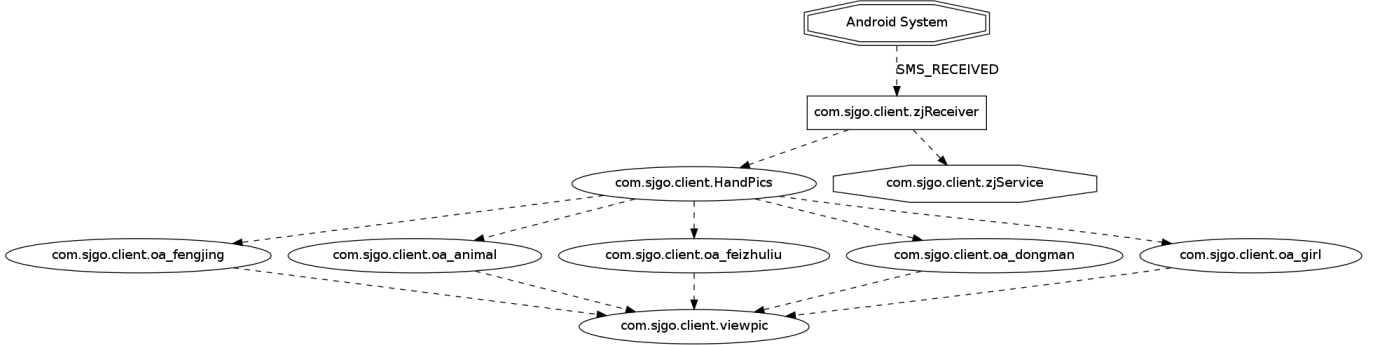 Android System
SMS_RECEIVED
com.sjgo.client.zjReceiver
com.sjgo.client.HandPics
com.sjgo.client.zjService
com.sjgo.client.oa_fengjing
com.sjgo.client.oa_animal
com.sjgo.client.oa_feizhuliu
com.sjgo.client.oa_dongman
com.sjgo.client.oa_girl
com.sjgo.client.viewpic